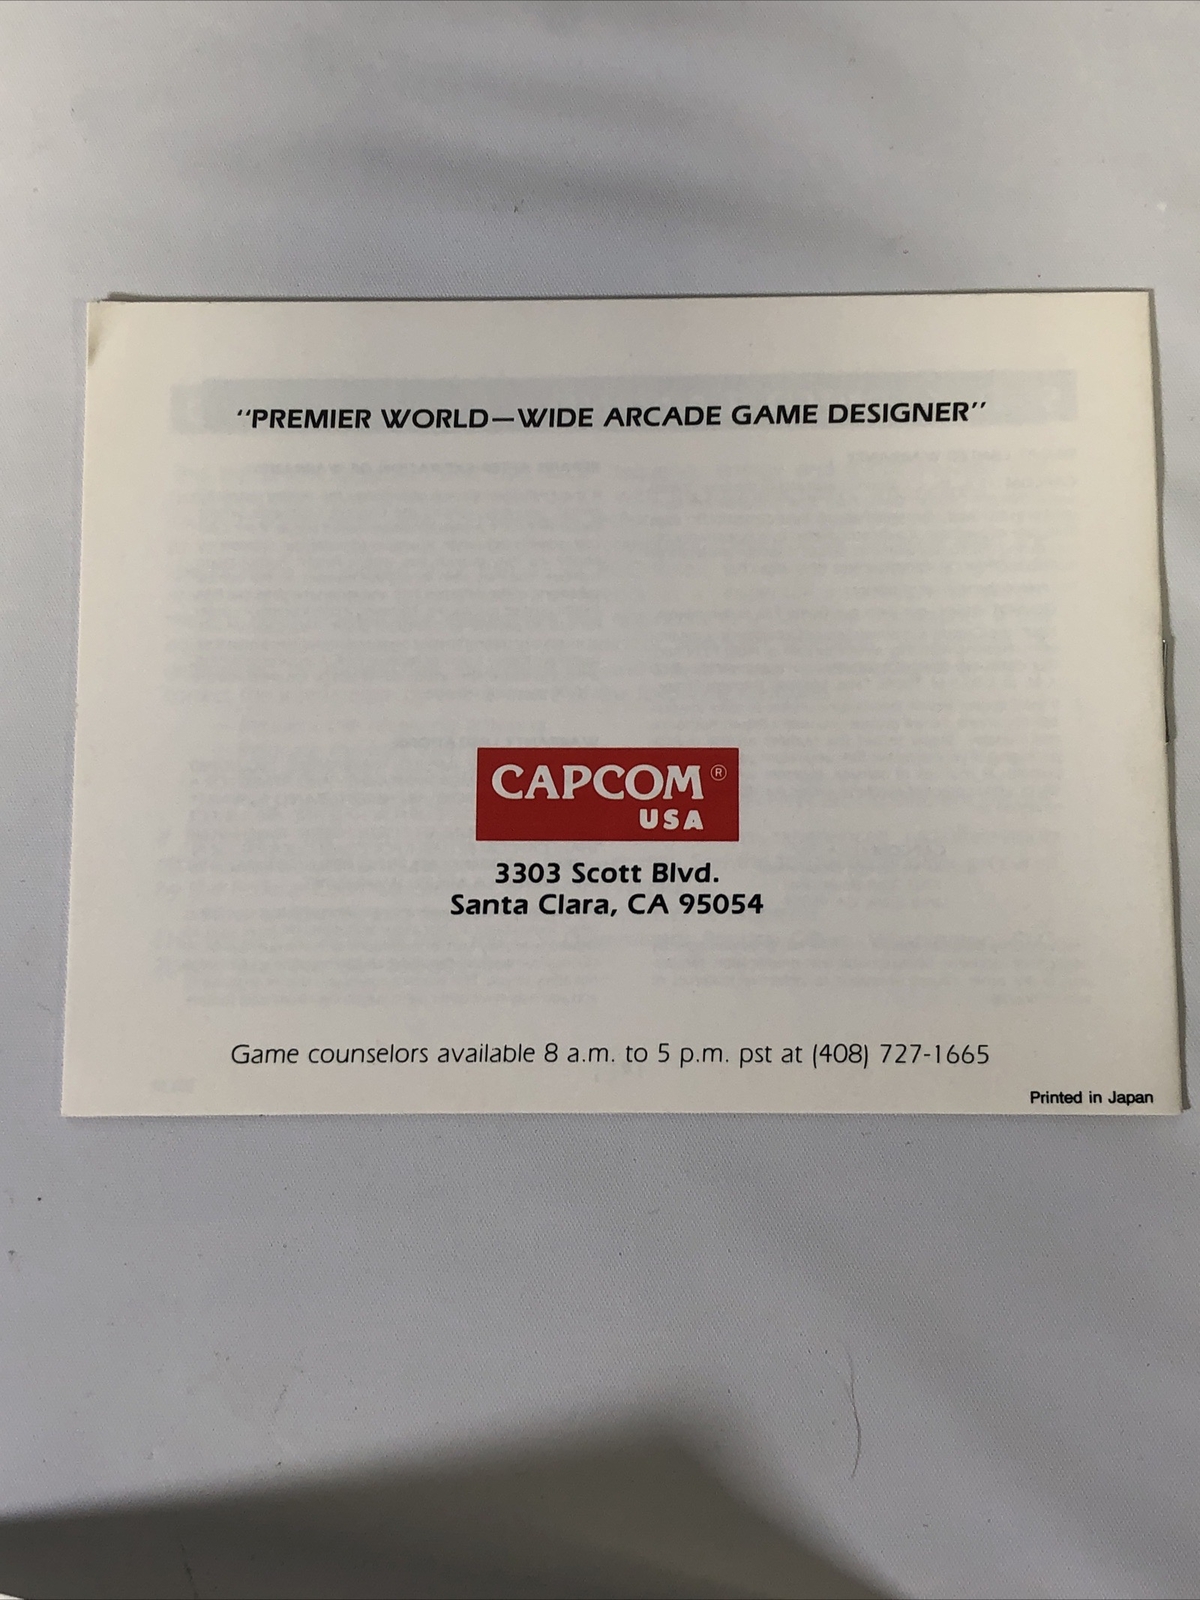 "PREMIER WORLD—WIDE ARCADE GAME DESIGNER"
CAPCOM®
USA
3303 Scott Blvd.
Santa Clara, CA 95054
Game counselors available 8 a.m. to 5 p.m. pst at (408) 727-1665
Printed in Japan